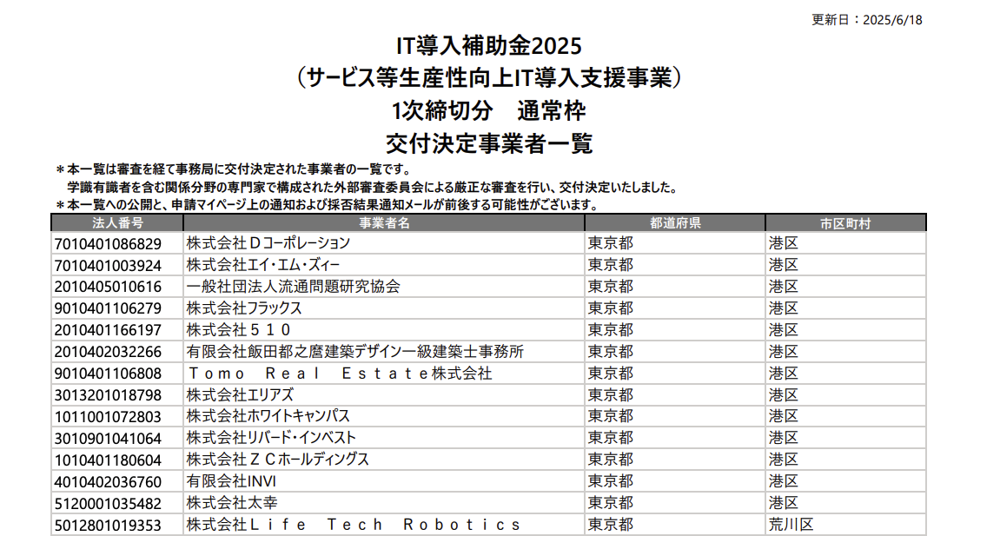 更新日：2025/6/18
IT導入補助金2025
（サービス等生産性向上IT導入支援事業）
1次締切分　通常枠
交付決定事業者一覧
＊本一覧は審査を経て事務局に交付決定された事業者の一覧です。
学識有識者を含む関係分野の専門家で構成された外部審査委員会による厳正な審査を行い、交付決定いたしました。
＊本一覧への公開と、申請マイページ上の通知および採否結果通知メールが前後する可能性がございます。
法人番号 事業者名 都道府県 市区町村
7010401086829 株式会社Ｄコーポレーション 東京都 港区
7010401003924 株式会社エイ・エム・ズィー 東京都 港区
2010405010616 一般社団法人流通問題研究協会 東京都 港区
9010401106279 株式会社フラックス 東京都 港区
2010401166197 株式会社５１０ 東京都 港区
2010402032266 有限会社飯田都之麿建築デザイン一級建築士事務所 東京都 港区
9010401106808 Ｔｏｍｏ　Ｒｅａｌ　Ｅｓｔａｔｅ株式会社 東京都 港区
3013201018798 株式会社エリアズ 東京都 港区
1011001072803 株式会社ホワイトキャンパス 東京都 港区
3010901041064 株式会社リバード・インベスト 東京都 港区
1010401180604 株式会社ＺＣホールディングス 東京都 港区
4010402036760 有限会社INVI 東京都 港区
5120001035482 株式会社太幸 東京都 港区
5012801019353 株式会社Ｌｉｆｅ　Ｔｅｃｈ　Ｒｏｂｏｔｉｃｓ 東京都 荒川区